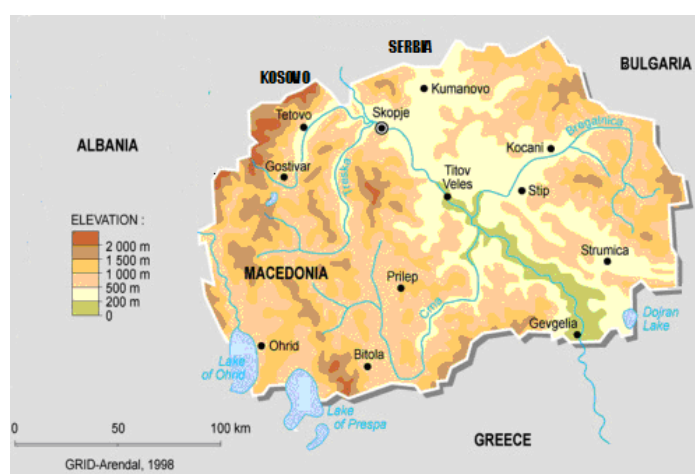 SERBIA
BULGARIA
KOSOVO
Kumanovo
Skopje
Tetovo
Bregalnica
ALBANIA
Kocani
Gostivar
Treska
Titov
Veles
Stip
ELEVATION :
2 000 m
1 500 m
1 000 m
500 m
200 m
0
Strumica
MACEDONIA
Prilep
Crna
Dojran
Lake
Gevgelia
Ohrid
Lake
of Ohrid
Bitola
Lake
of Prespa
0 50 100 km
GREECE
GRID-Arendal, 1998